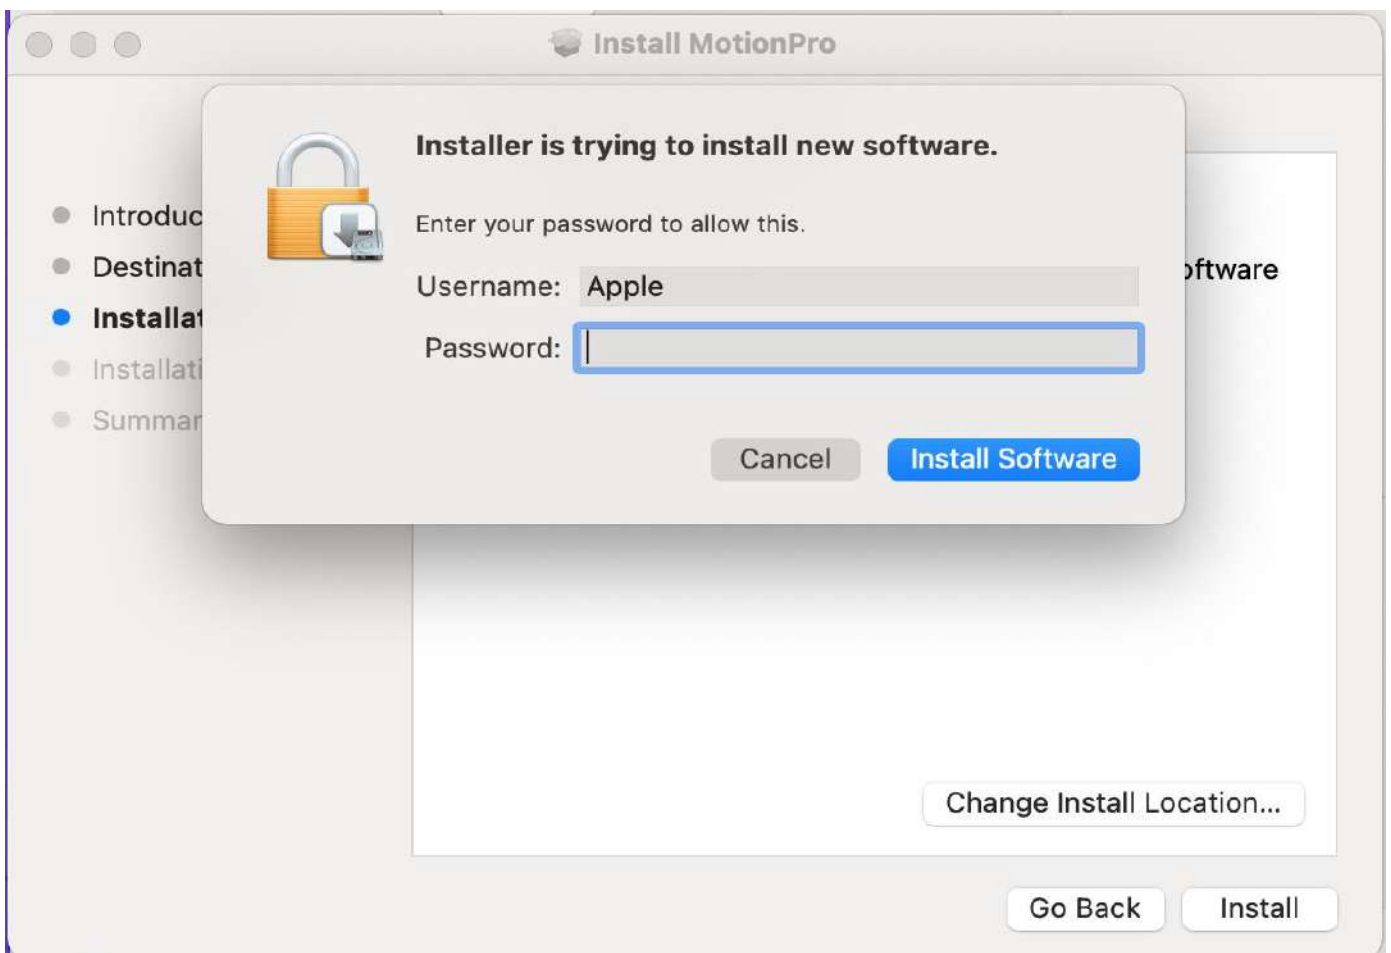 Install MotionPro
Installer is trying to install new software.
Enter your password to allow this.
Username: Apple
Password:
Cancel
Install Software
Introduc
Destinat
Installat
Installati
Summar
oftware
Change Install Location...
Go Back
Install